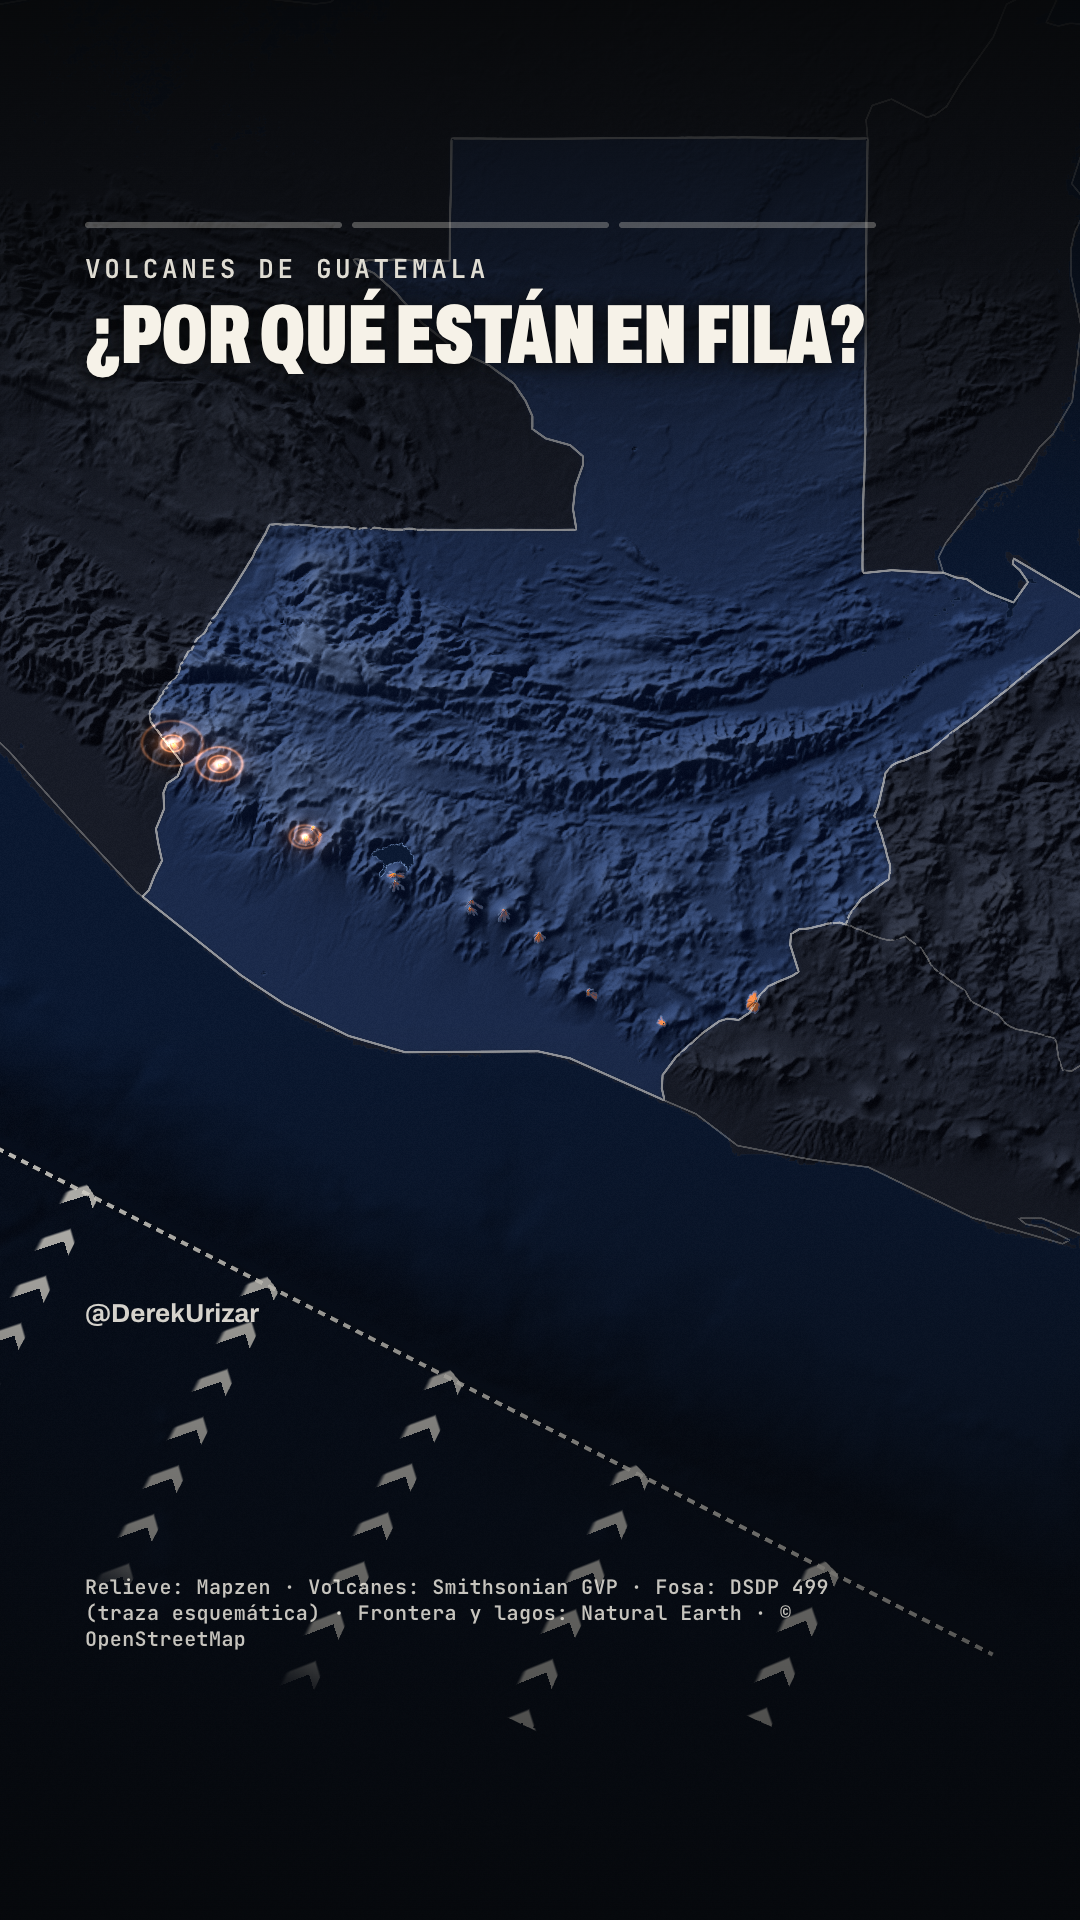 VOLCANES DE GUATEMALA
¿POR QUÉ ESTÁN EN FILA?
@DerekUrizar
Relieve: Mapzen · Volcanes: Smithsonian GVP · Fosa: DSDP 499
(traza esquemática) · Frontera y lagos: Natural Earth · ©
OpenStreetMap